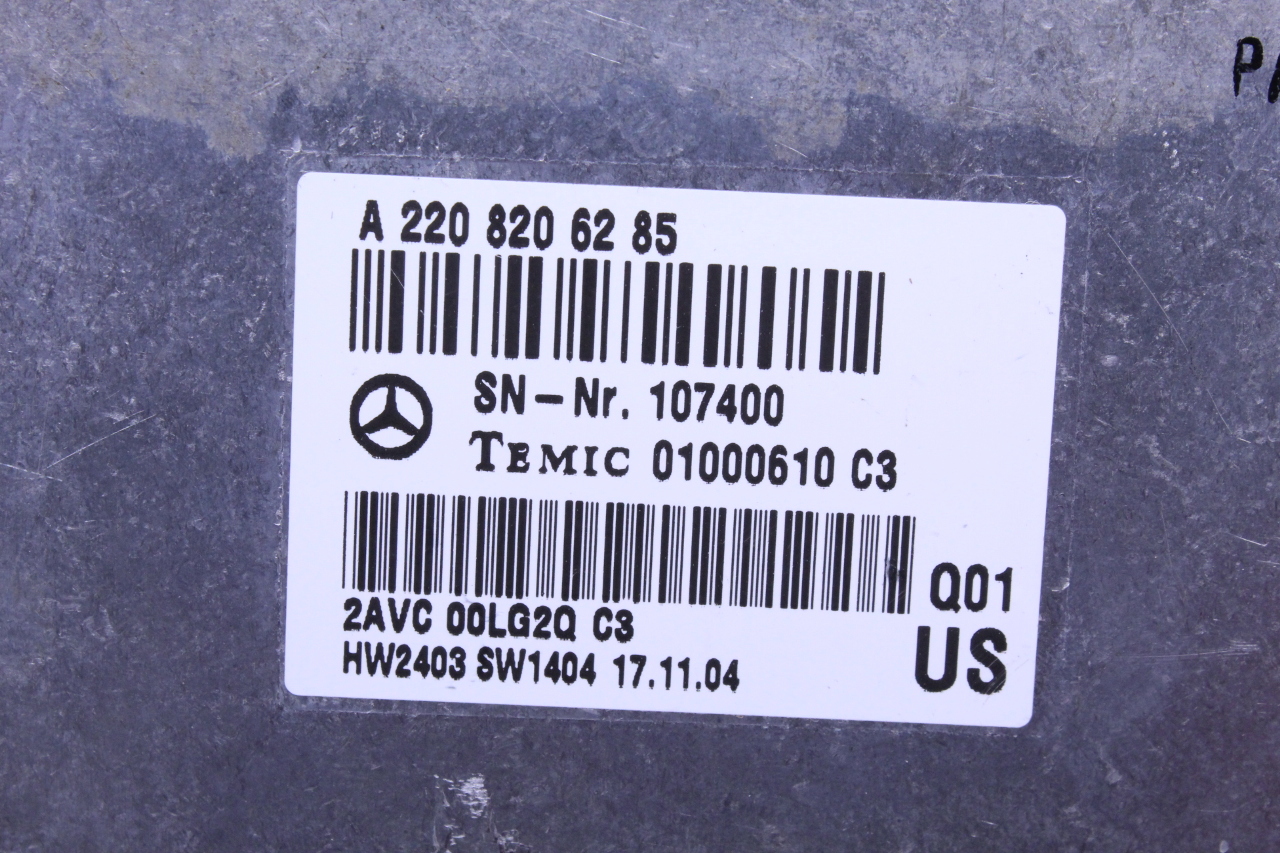 A 220 820 62 85
SN-Nr. 107400
TEMIC 01000610 C3
Q01
2AVC 00LG2Q C3
US
HW2403 SW1404 17.11.04